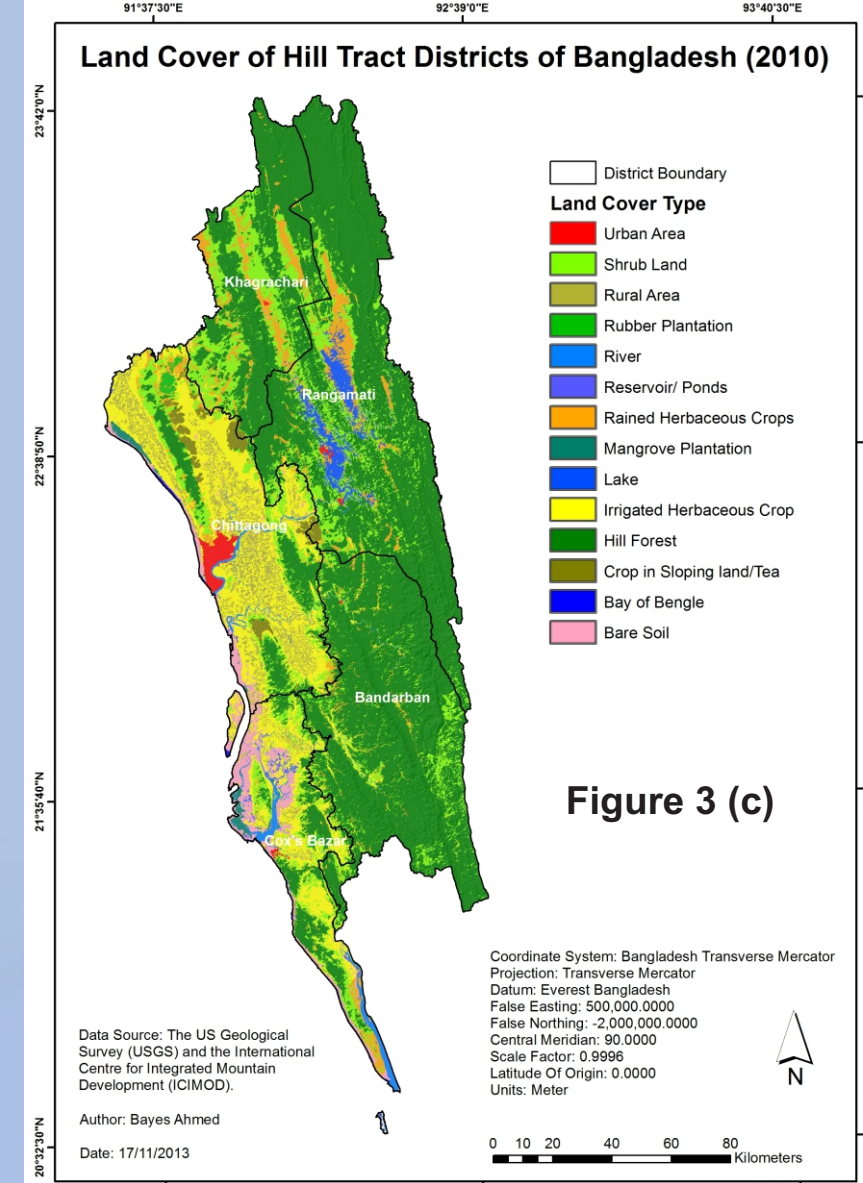 91°37'30"E 92°39'0"E 93°40'30"E
Land Cover of Hill Tract Districts of Bangladesh (2010)
23°42'0"N
22°38'50"N
21°35'40"N
20°32'30"N
District Boundary
Land Cover Type
Urban Area
Shrub Land
Rural Area
Rubber Plantation
River
Reservoir/ Ponds
Rained Herbaceous Crops
Mangrove Plantation
Lake
Irrigated Herbaceous Crop
Hill Forest
Crop in Sloping land/Tea
Bay of Bengle
Bare Soil
Khagrachari
Rangamati
Chittagong
Bandarban
Cox's Bazar
Figure 3 (c)
Coordinate System: Bangladesh Transverse Mercator
Projection: Transverse Mercator
Datum: Everest Bangladesh
False Easting: 500,000.0000
False Northing: -2,000,000.0000
Central Meridian: 90.0000
Scale Factor: 0.9996
Latitude Of Origin: 0.0000
Units: Meter
N
Data Source: The US Geological
Survey (USGS) and the International
Centre for Integrated Mountain
Development (ICIMOD).
Author: Bayes Ahmed
Date: 17/11/2013
0 10 20 40 60 80
Kilometers